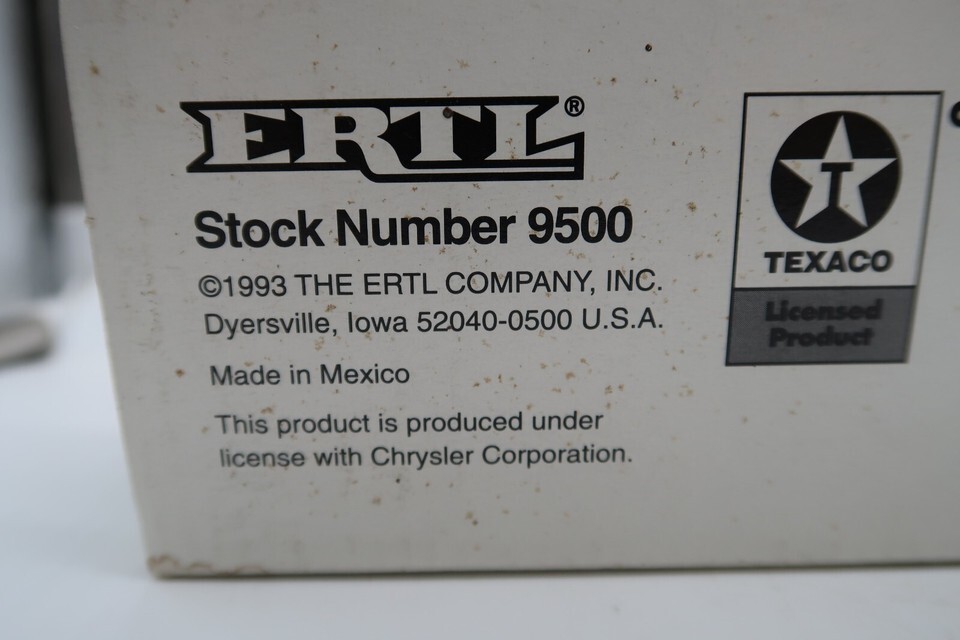 ERTL®
Stock Number 9500
©1993 THE ERTL COMPANY, INC.
Dyersville, Iowa 52040-0500 U.S.A.
Made in Mexico
This product is produced under
license with Chrysler Corporation.
T
TEXACO
Licensed
Product